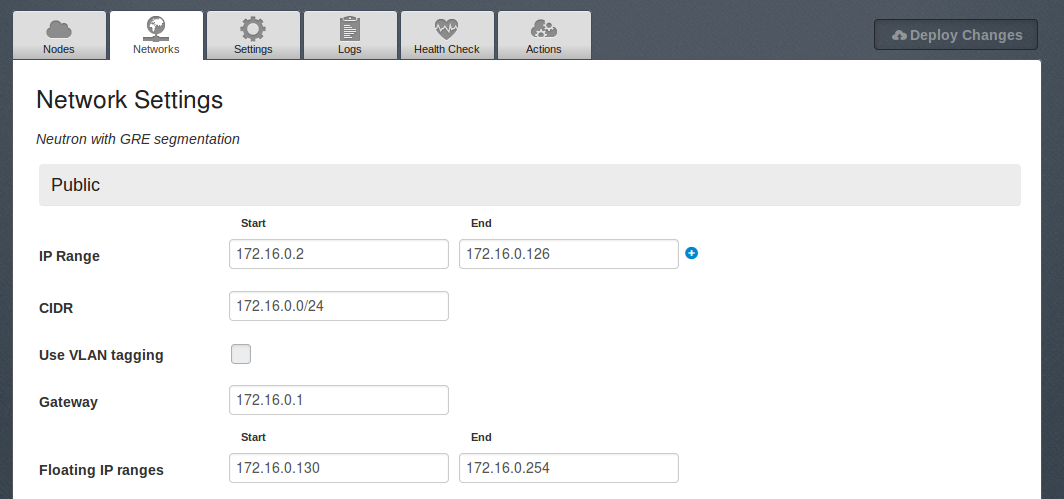 Nodes Networks Settings Logs Health Check Actions Deploy Changes
Network Settings
Neutron with GRE segmentation
Public
Start End
IP Range 172.16.0.2 172.16.0.126
CIDR 172.16.0.0/24
Use VLAN tagging
Gateway 172.16.0.1
Start End
Floating IP ranges 172.16.0.130 172.16.0.254